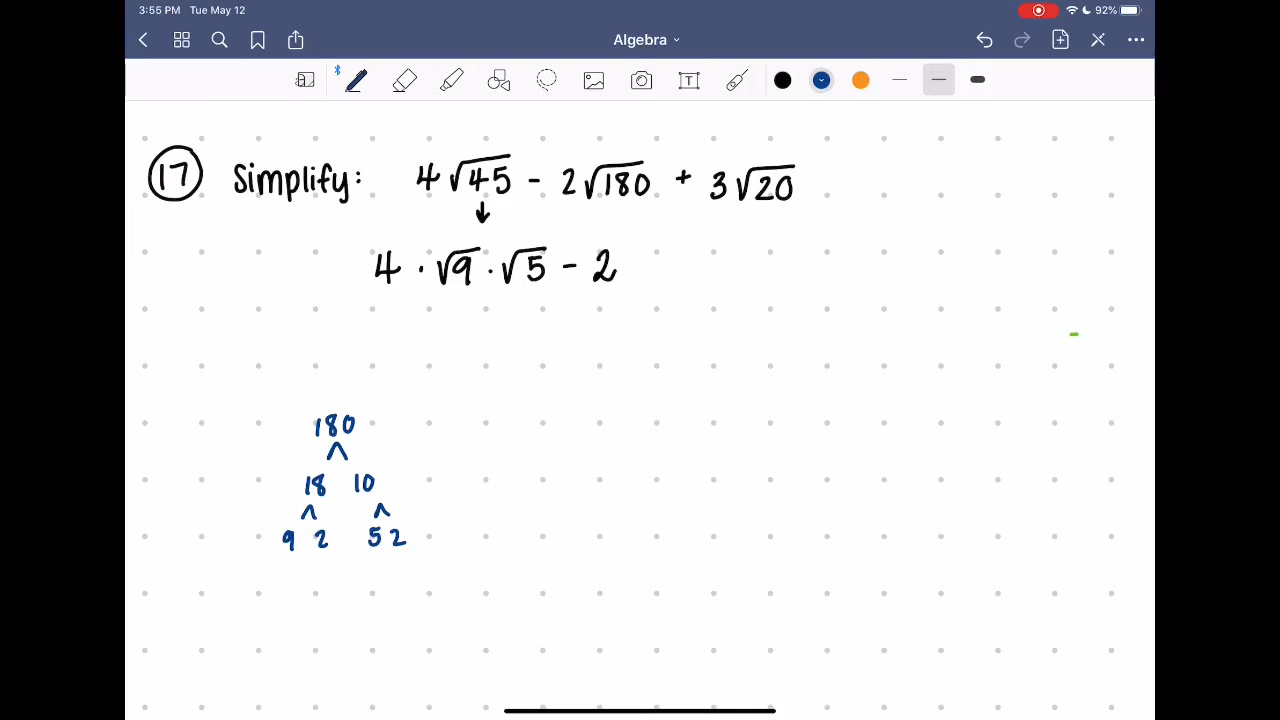 3:55 PM Tue May 12 92%
Algebra
T
17 Simplify: 4√45 - 2√180 + 3√20
↓
4 · √9 · √5 - 2
180
18 10
9 2 5 2